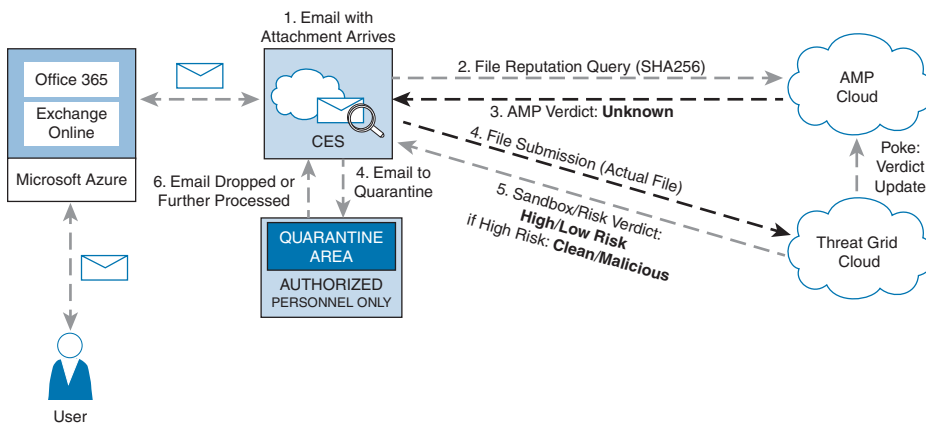 1. Email with
Attachment Arrives
Office 365
Exchange
Online
Microsoft Azure
CES
2. File Reputation Query (SHA256)
3. AMP Verdict: Unknown
AMP
Cloud
4. File Submission (Actual File)
5. Sandbox/Risk Verdict:
High/Low Risk
if High Risk: Clean/Malicious
Poke:
Verdict
Update
Threat Grid
Cloud
6. Email Dropped or
Further Processed
4. Email to
Quarantine
QUARANTINE
AREA
AUTHORIZED
PERSONNEL ONLY
User